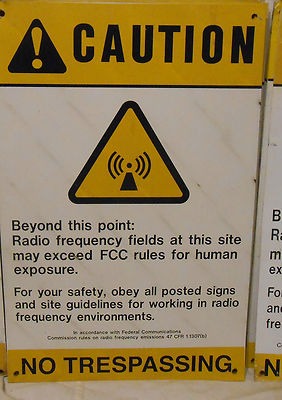 CAUTION
Beyond this point:
Radio frequency fields at this site
may exceed FCC rules for human
exposure.
For your safety, obey all posted signs
and site guidelines for working in radio
frequency environments.
In accordance with Federal Communications
Commission rules on radio frequency emissions 47 CFR 1.1307(b)
NO TRESPASSING